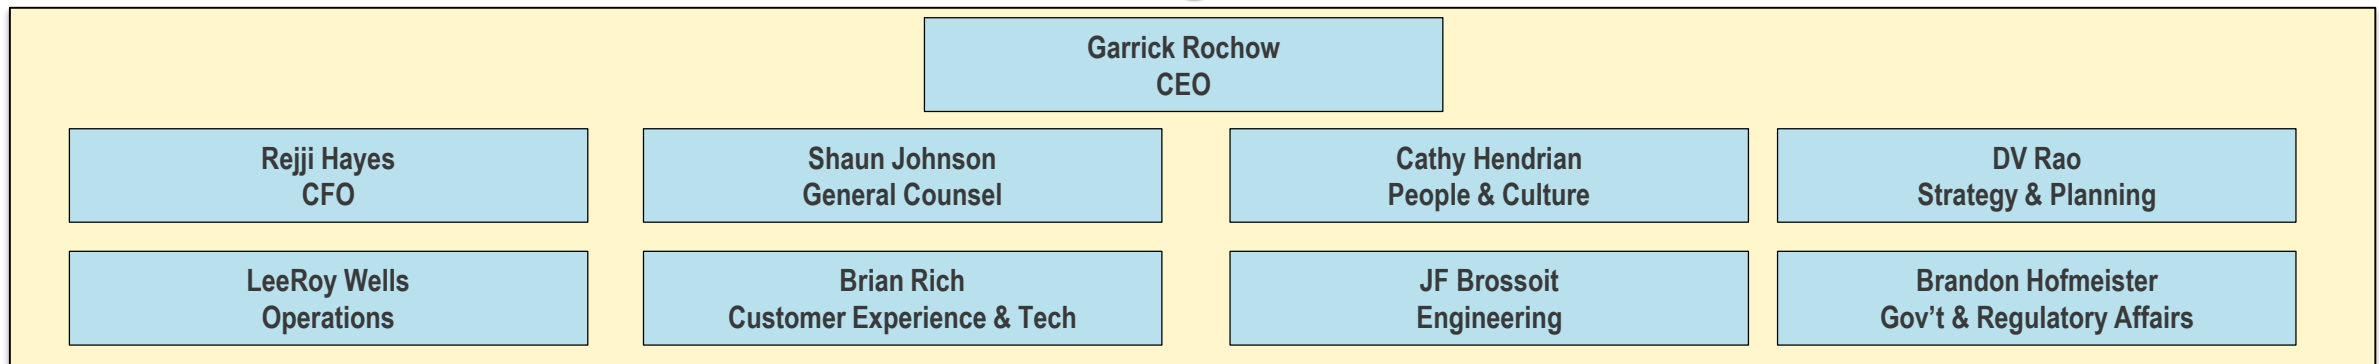 Garrick Rochow
CEO
Rejji Hayes
CFO
Shaun Johnson
General Counsel
Cathy Hendrian
People & Culture
DV Rao
Strategy & Planning
LeeRoy Wells
Operations
Brian Rich
Customer Experience & Tech
JF Brossoit
Engineering
Brandon Hofmeister
Gov’t & Regulatory Affairs